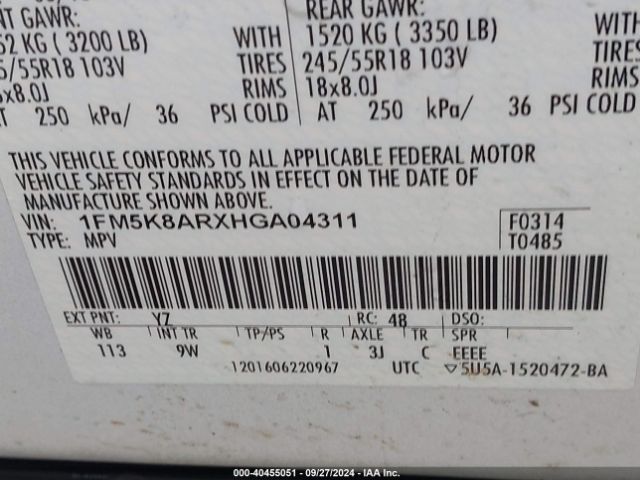 NT GAWR: REAR GAWR:
52 KG ( 3200 LB) WITH 1520 KG ( 3350 LB) WITH
5/55R18 103V TIRES 245/55R18 103V TIRES
x8.0J RIMS 18x8.0J RIMS
AT 250 kPa/ 36 PSI COLD AT 250 kPa/ 36 PSI COLD
THIS VEHICLE CONFORMS TO ALL APPLICABLE FEDERAL MOTOR
VEHICLE SAFETY STANDARDS IN EFFECT ON THE DATE OF
MANUFACTURE SHOWN ABOVE.
VIN: 1FM5K8ARXHGA04311 F0314
TYPE: MPV T0485
EXT PNT: YZ RC: 48 DSO:
WB INT TR TP/PS R AXLE TR SPR
113 9W 1 3J C EEEE
1201606220967 UTC ▽5U5A-1520472-BA
000-40455051 - 09/27/2024 - IAA Inc.